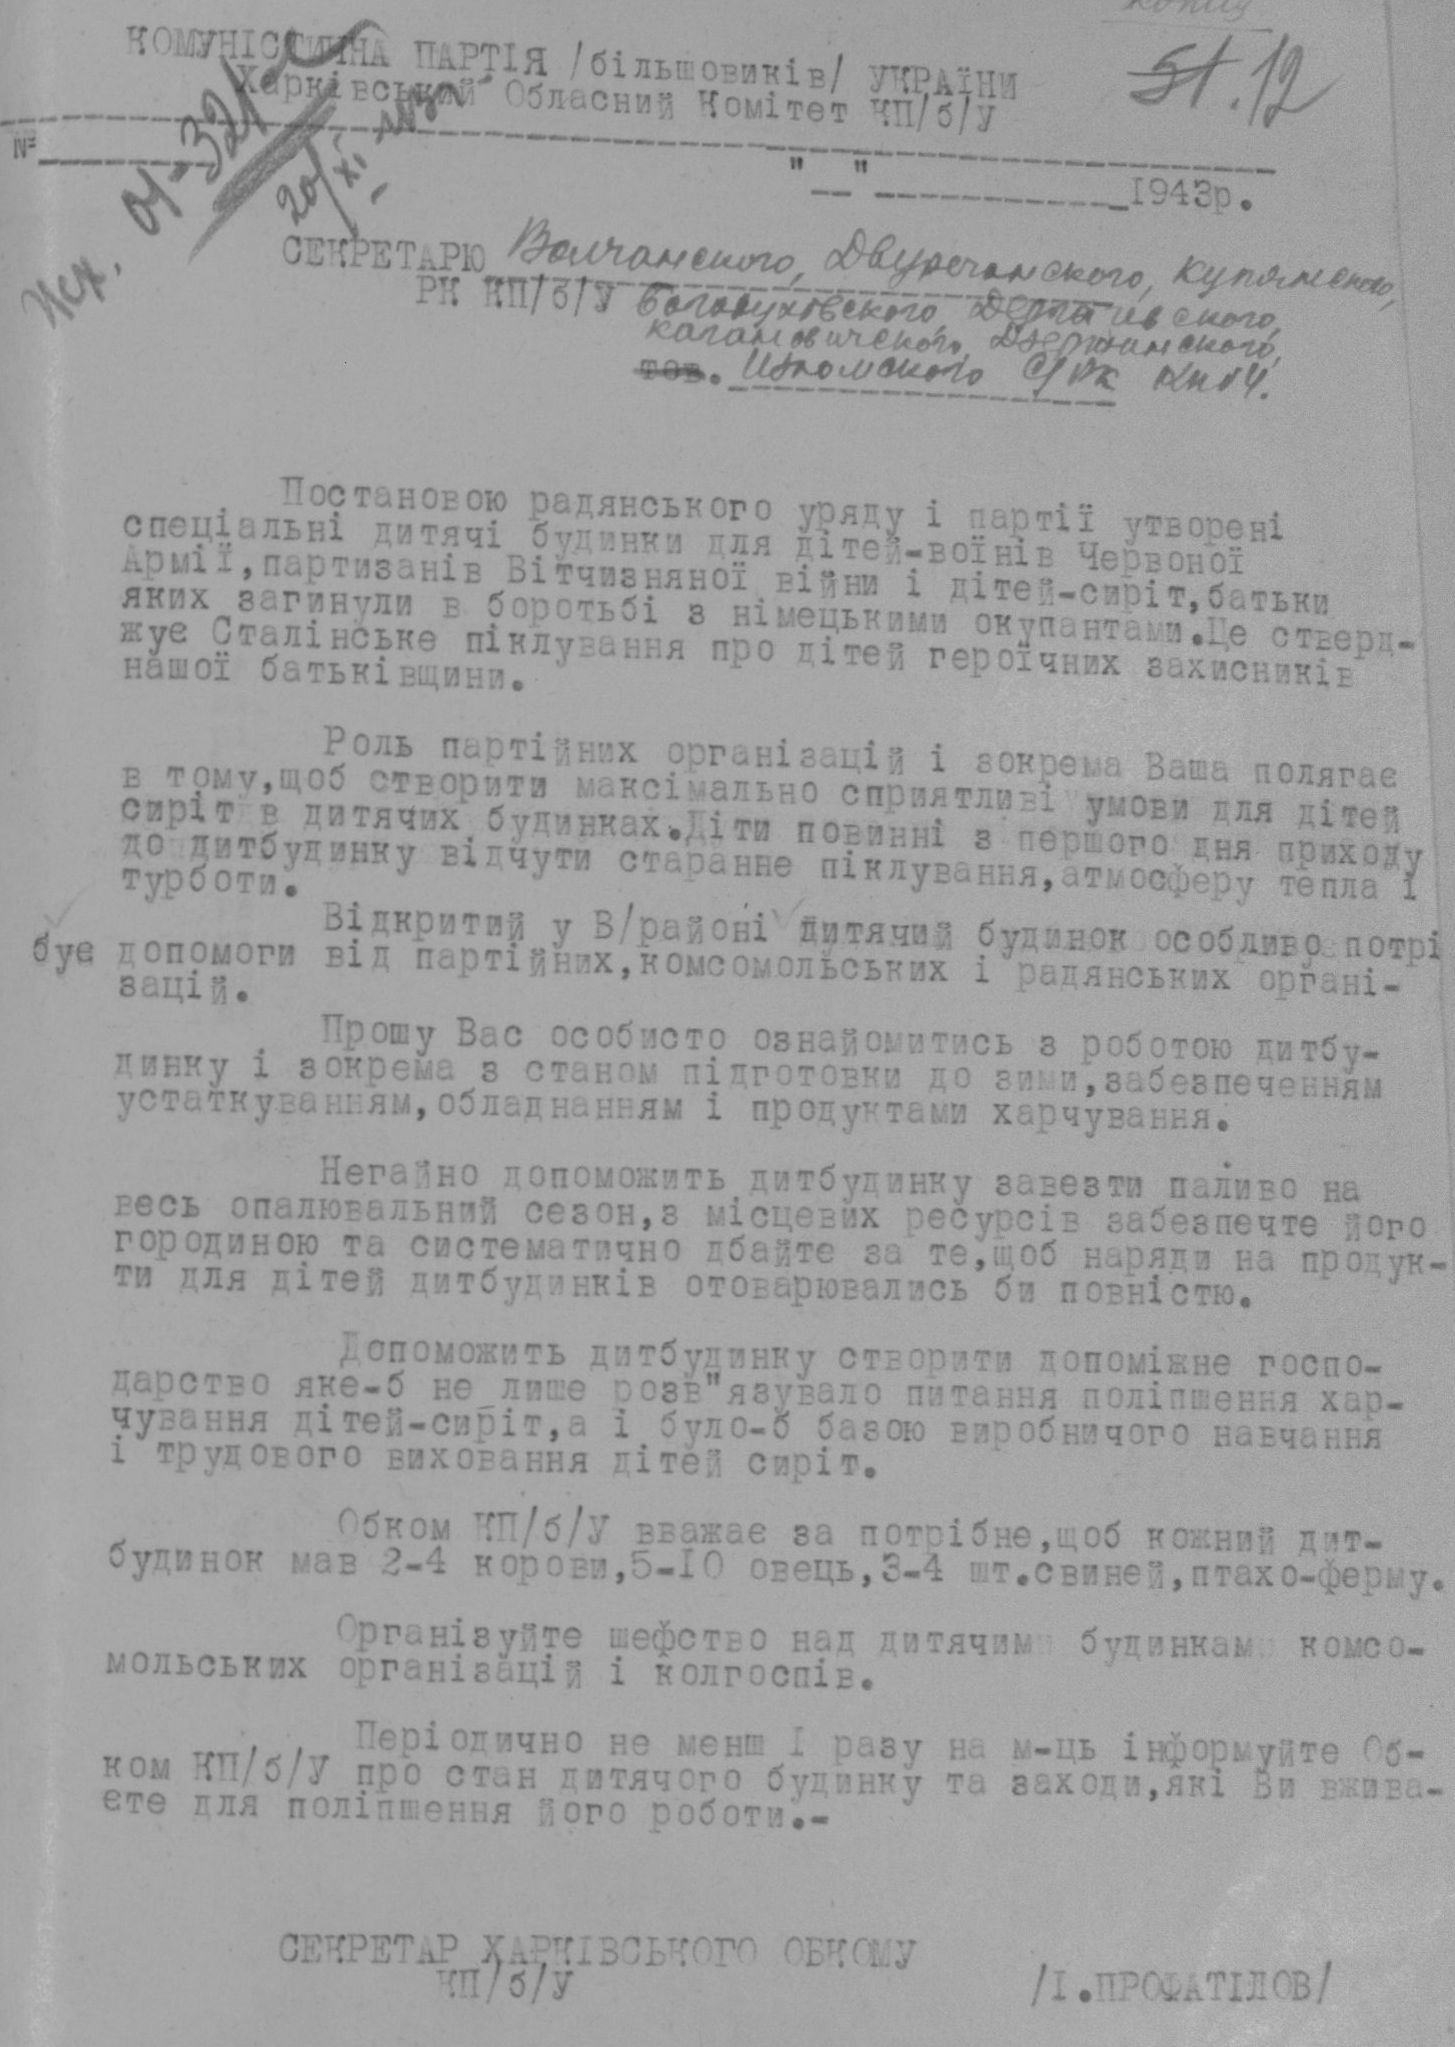 КОМУНІСТИЧНА ПАРТІЯ /більшовиків/ УКРАЇНИ
Харківський Обласний Комітет КП/б/У
51. 12
№
Исх. 01-321
20/XI-
" " 1943р.
СЕКРЕТАРЮ Волчанского, Двуречанского, Купянского,
РК КП/б/У Богодуховского, Дергачевского,
Кагановического, Дзержинского,
тов. Изюмского РК КПбУ.
Постановою радянського уряду і партії утворені
спеціальні дитячі будинки для дітей-воїнів Червоної
Армії,партизанів Вітчизняної війни і дітей-сиріт,батьки
яких загинули в боротьбі з німецькими окупантами.Це стверд-
жує Сталінське піклування про дітей героїчних захисників
нашої батьківщини.
Роль партійних організацій і зокрема Ваша полягає
в тому,щоб створити максімально сприятливі умови для дітей
сиріт в дитячих будинках.Діти повинні з першого дня приходу
до дитбудинку відчути старанне піклування,атмосферу тепла і
турботи.
Відкритий у В/районі дитячий будинок особливо потрі
бує допомоги від партійних,комсомольських і радянських органі-
зацій.
Прошу Вас особисто ознайомитись з роботою дитбу-
динку і зокрема з станом підготовки до зими,забезпеченням
устаткуванням,обладнанням і продуктами харчування.
Негайно допоможить дитбудинку завезти паливо на
весь опалювальний сезон,з місцевих ресурсів забезпечте його
городиною та систематично дбайте за те,щоб наряди на продук-
ти для дітей дитбудинків отоварювались би повністю.
Допоможить дитбудинку створити допоміжне госпо-
дарство яке-б не лише розв"язувало питання поліпшення хар-
чування дітей-сиріт,а і було-б базою виробничого навчання
і трудового виховання дітей сиріт.
Обком КП/б/У вважає за потрібне,щоб кожний дит-
будинок мав 2-4 корови,5-10 овець,3-4 шт.свиней,птахо-ферму.
Організуйте шефство над дитячими будинками комсо-
мольських організацій і колгоспів.
Періодично не менш I разу на м-ць інформуйте Об-
ком КП/б/У про стан дитячого будинку та заходи,які Ви вжива-
єте для поліпшення його роботи.-
СЕКРЕТАР ХАРКІВСЬКОГО ОБКОМУ
КП/б/У /І.ПРОФАТІЛОВ/